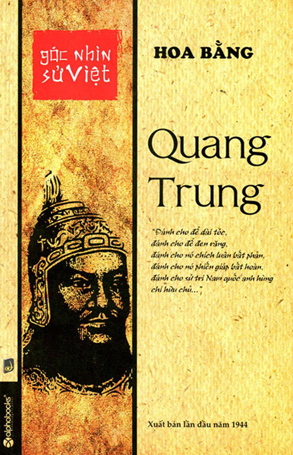 góc nhìn
sử việt
HOA BẰNG
Quang
Trung
"Đánh cho để dài tóc,
đánh cho để đen răng,
đánh cho nó chích luân bất phản,
đánh cho nó phiến giáp bất hoàn,
đánh cho sử tri Nam quốc anh hùng
chi hữu chủ..."
Xuất bản lần đầu năm 1944
alphabooks